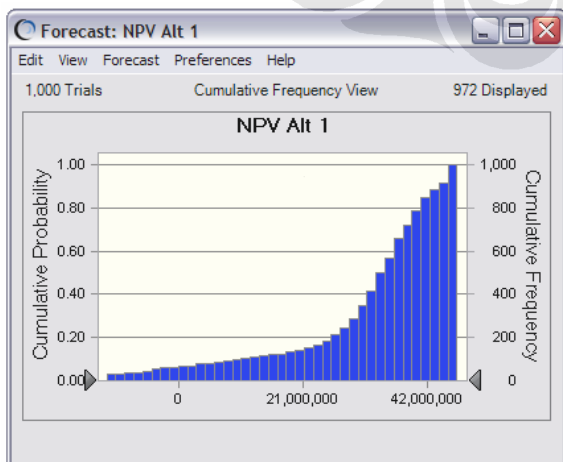 Forecast: NPV Alt 1
Edit View Forecast Preferences Help
1,000 Trials Cumulative Frequency View 972 Displayed
NPV Alt 1
Cumulative Probability
1.00
0.80
0.60
0.40
0.20
0.00
1,000
800
600
400
200
0
Cumulative Frequency
0 21,000,000 42,000,000